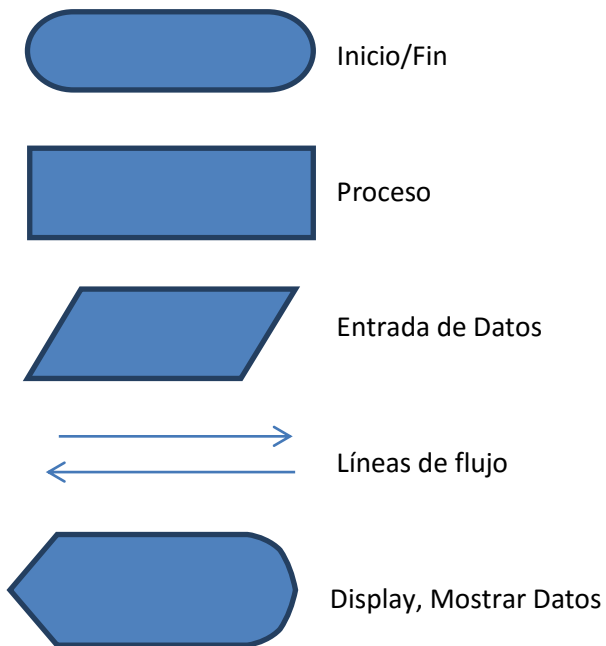 Inicio/Fin
Proceso
Entrada de Datos
Líneas de flujo
Display, Mostrar Datos